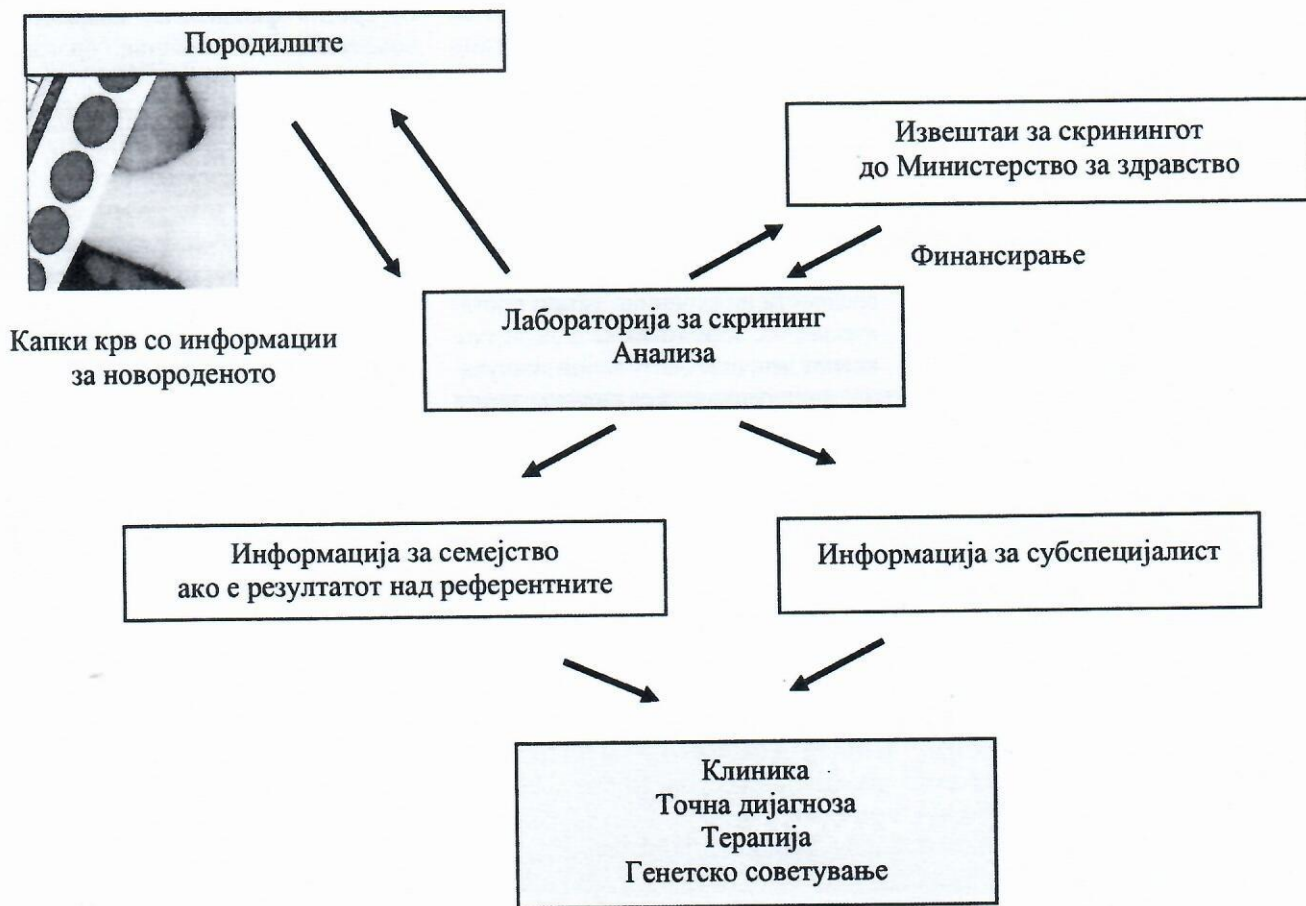 Породилште
Извештаи за скринингот
до Министерство за здравство
Финансирање
Лабораторија за скрининг
Анализа
Капки крв со информации
за новороденото
Информација за семејство
ако е резултатот над референтните
Информација за субспецијалист
Клиника
Точна дијагноза
Терапија
Генетско советување